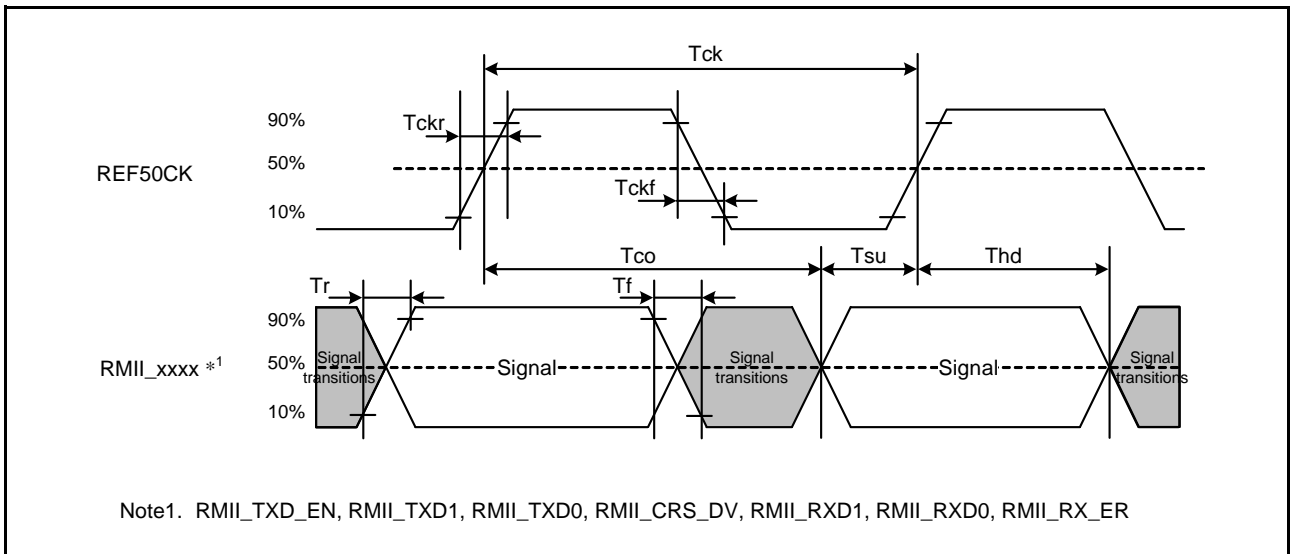 Tck
90%
Tckr
50%
REF50CK
Tckf
10%
Tco
Tsu
Thd
Tr
Tf
90%
RMII_xxxx *1
50%
Signal transitions
Signal
Signal transitions
Signal
Signal transitions
10%
Note1. RMII_TXD_EN, RMII_TXD1, RMII_TXD0, RMII_CRS_DV, RMII_RXD1, RMII_RXD0, RMII_RX_ER